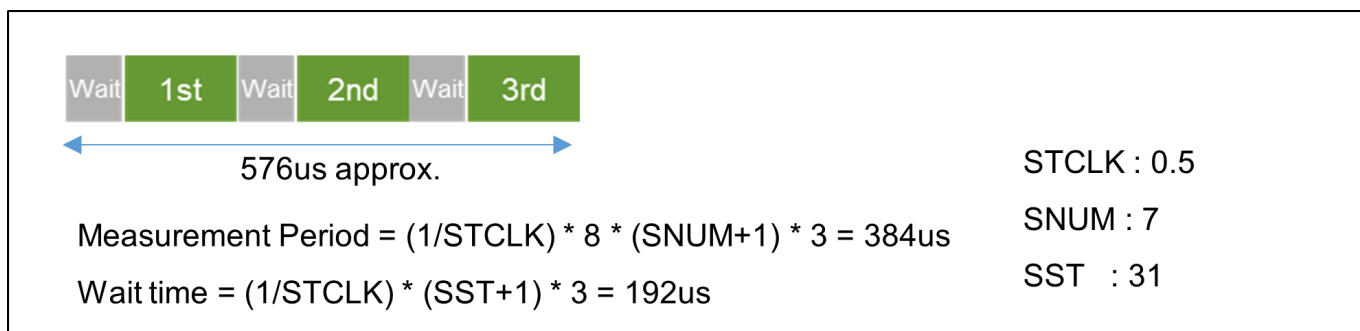 Wait 1st Wait 2nd Wait 3rd
576us approx.
STCLK : 0.5
SNUM : 7
SST : 31
Measurement Period = (1/STCLK) * 8 * (SNUM+1) * 3 = 384us
Wait time = (1/STCLK) * (SST+1) * 3 = 192us